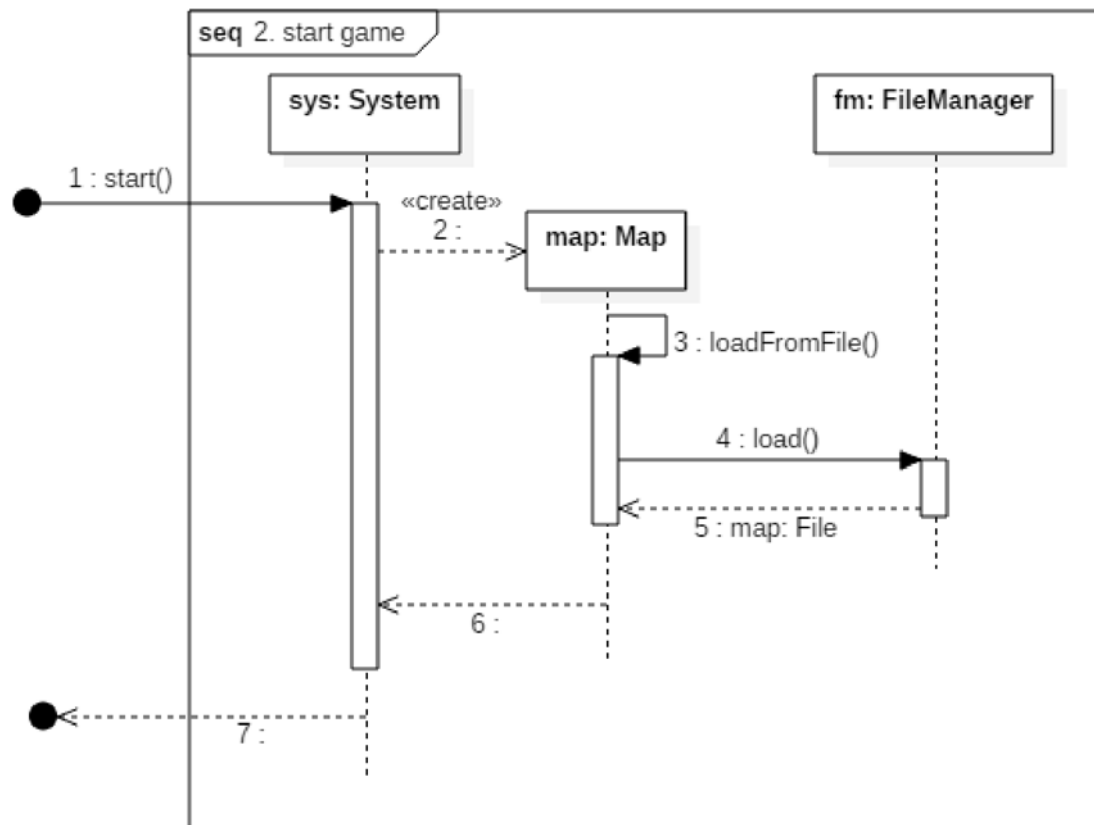 seq 2. start game
sys: System
fm: FileManager
1 : start()
«create»
2 :
map: Map
3 : loadFromFile()
4 : load()
5 : map: File
6 :
7 :